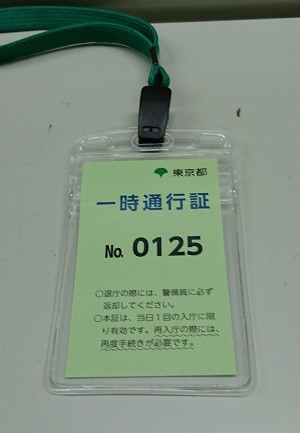 東京都
一時通行証
No. 0125
○退庁の際には、警備員に必ず
返却してください。
○本証は、当日１回の入庁に限
り有効です。再入庁の際には、
再度手続きが必要です。